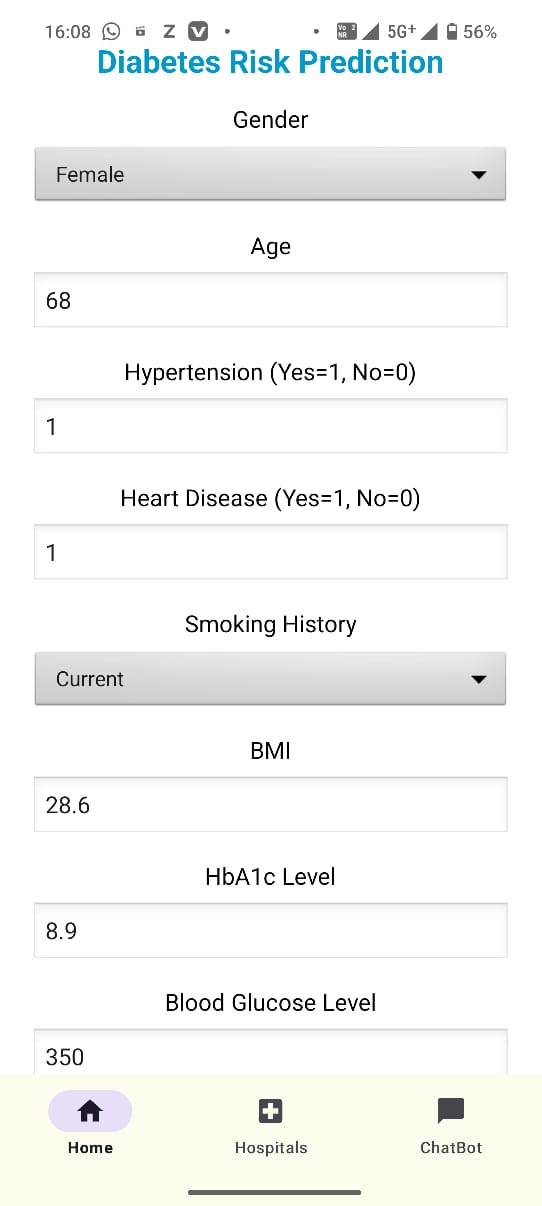 16:08 Z V 5G+ 56%
Diabetes Risk Prediction
Gender
Female
Age
68
Hypertension (Yes=1, No=0)
1
Heart Disease (Yes=1, No=0)
1
Smoking History
Current
BMI
28.6
HbA1c Level
8.9
Blood Glucose Level
350
Home Hospitals ChatBot